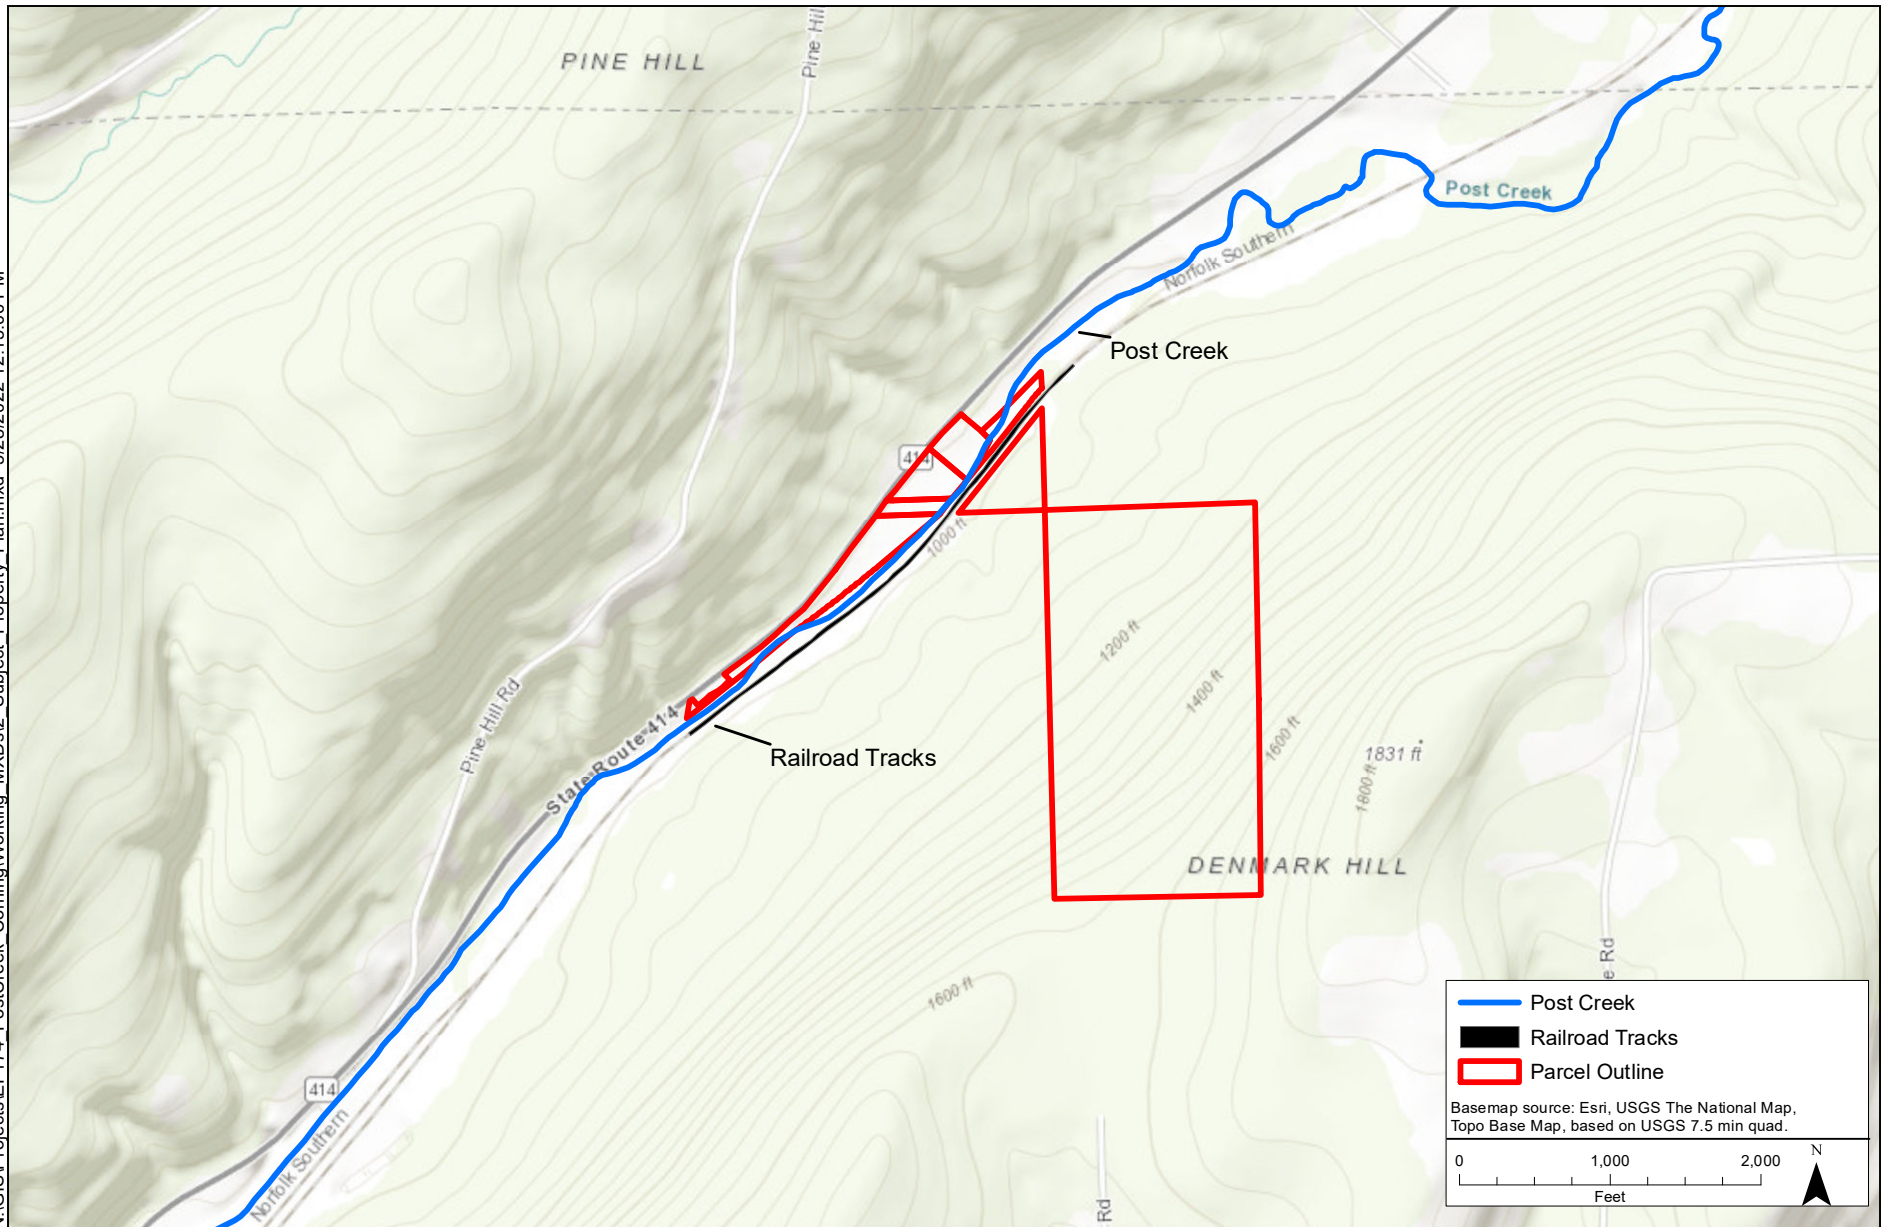 PINE HILL
Pine Hil
Post Creek
Norfolk Southern
Post Creek
414
1000 ft
1200 ft
1400 ft
1600 ft
1831 ft
1800 ft
Pine Hill Rd
State Route 414
Railroad Tracks
DENMARK HILL
1600 ft
e Rd
414
Norfolk Southern
Rd
Post Creek
Railroad Tracks
Parcel Outline
Basemap source: Esri, USGS The National Map,
Topo Base Map, based on USGS 7.5 min quad.
0 1,000 2,000
Feet
N